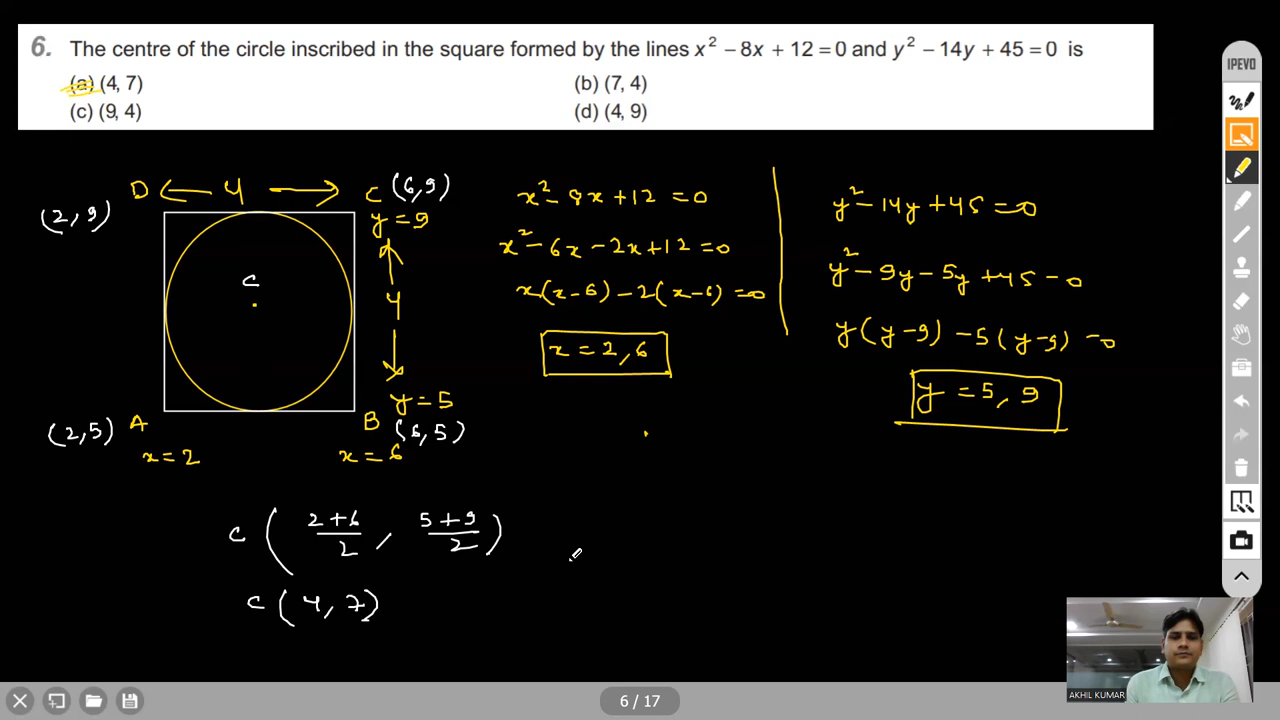 6. The centre of the circle inscribed in the square formed by the lines x² − 8x + 12 = 0 and y² − 14y + 45 = 0 is
(a) (4, 7) (b) (7, 4)
(c) (9, 4) (d) (4, 9)
IPEVO
D 4 C (6,9)
(2,9) y = 9
C
4
y = 5
(2,5) A B (6,5)
x = 2 x = 6
x² − 8x + 12 = 0
x² − 6x − 2x + 12 = 0
x(x−6) − 2(x−6) = 0
x = 2, 6
y² − 14y + 45 = 0
y² − 9y − 5y + 45 − 0
y(y−9) − 5(y−9) = 0
y = 5, 9
C (2+6/2, 5+9/2)
C (4, 7)
AKHIL KUMAR
6 / 17